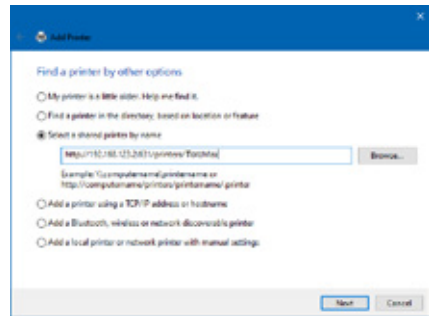 Add Printer
Find a printer by other options
My printer is a little older. Help me find it.
Find a printer in the directory, based on location or feature
Select a shared printer by name
Browse...
Example: \\computername\printername or
http://computername/printers/printername/.printer
Add a printer using a TCP/IP address or hostname
Add a Bluetooth, wireless or network discoverable printer
Add a local printer or network printer with manual settings
Next Cancel